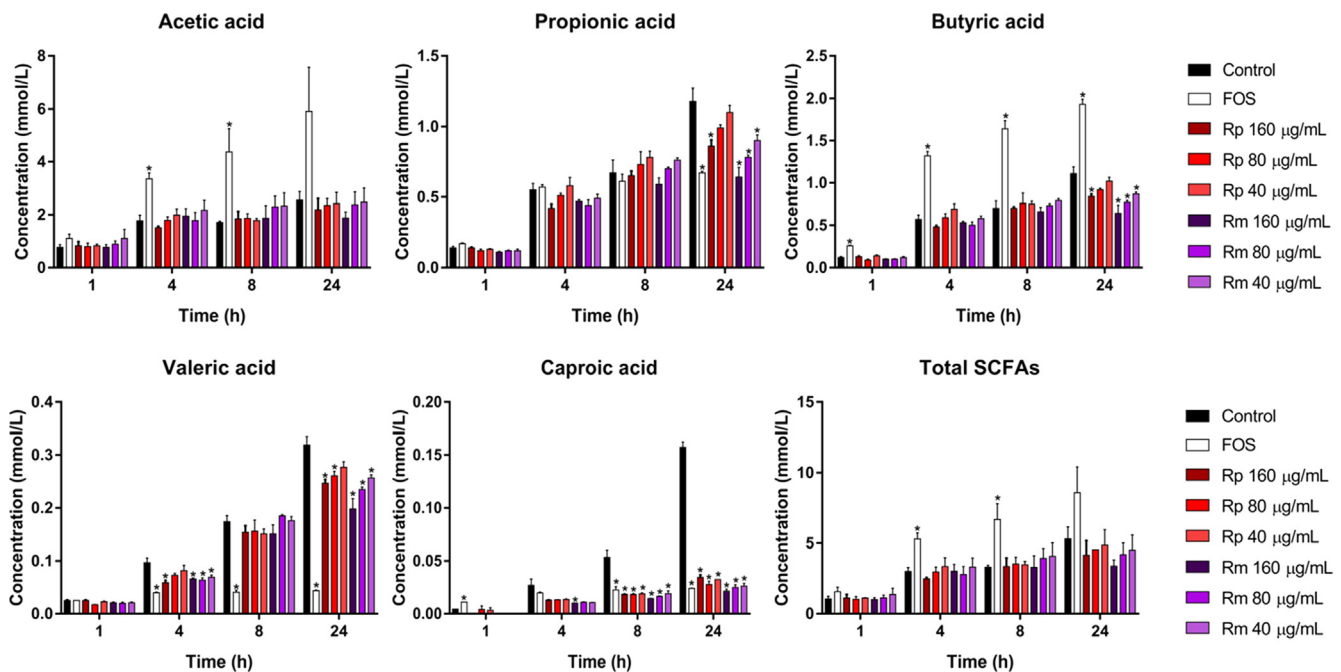 Acetic acid
Concentration (mmol/L)
8
6
4
2
0
*
*
1 4 8 24
Time (h)
Propionic acid
Concentration (mmol/L)
1.5
1.0
0.5
0.0
* * * * *
1 4 8 24
Time (h)
Butyric acid
Concentration (mmol/L)
2.5
2.0
1.5
1.0
0.5
0.0
*
*
*
* * * * *
1 4 8 24
Time (h)
Control
FOS
Rp 160 μg/mL
Rp 80 μg/mL
Rp 40 μg/mL
Rm 160 μg/mL
Rm 80 μg/mL
Rm 40 μg/mL
Valeric acid
Concentration (mmol/L)
0.4
0.3
0.2
0.1
0.0
* * * * *
*
* * * * * *
1 4 8 24
Time (h)
Caproic acid
Concentration (mmol/L)
0.20
0.15
0.10
0.05
0.00
*
*
* * * * * * *
* * * * * * *
1 4 8 24
Time (h)
Total SCFAs
Concentration (mmol/L)
15
10
5
0
*
*
1 4 8 24
Time (h)
Control
FOS
Rp 160 μg/mL
Rp 80 μg/mL
Rp 40 μg/mL
Rm 160 μg/mL
Rm 80 μg/mL
Rm 40 μg/mL